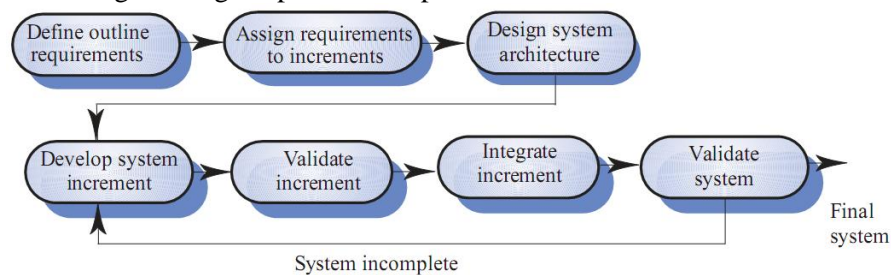 Define outline
requirements
Assign requirements
to increments
Design system
architecture
Develop system
increment
Validate
increment
Integrate
increment
Validate
system
Final
system
System incomplete